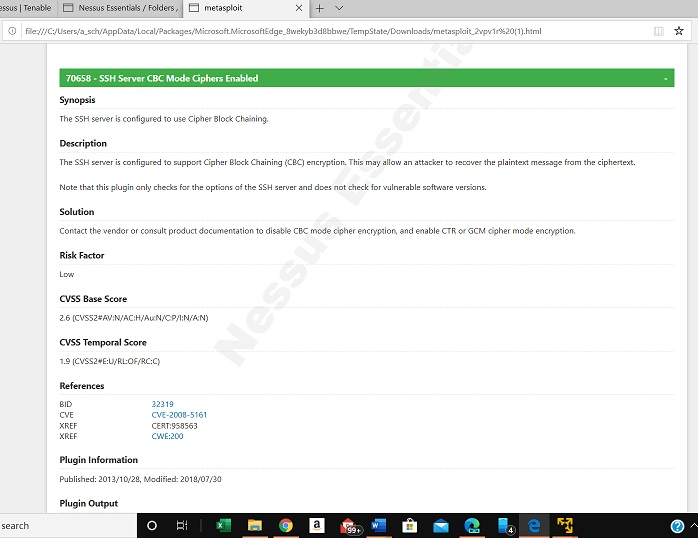 essus | Tenable
Nessus Essentials / Folders /
metasploit
file:///C:/Users/a_sch/AppData/Local/Packages/Microsoft.MicrosoftEdge_8wekyb3d8bbwe/TempState/Downloads/metasploit_2vpv1r%20(1).html
70658 - SSH Server CBC Mode Ciphers Enabled
-
Synopsis
The SSH server is configured to use Cipher Block Chaining.
Description
The SSH server is configured to support Cipher Block Chaining (CBC) encryption. This may allow an attacker to recover the plaintext message from the ciphertext.
Note that this plugin only checks for the options of the SSH server and does not check for vulnerable software versions.
Solution
Contact the vendor or consult product documentation to disable CBC mode cipher encryption, and enable CTR or GCM cipher mode encryption.
Risk Factor
Low
CVSS Base Score
2.6 (CVSS2#AV:N/AC:H/Au:N/C:P/I:N/A:N)
CVSS Temporal Score
1.9 (CVSS2#E:U/RL:OF/RC:C)
References
BID 32319
CVE CVE-2008-5161
XREF CERT:958563
XREF CWE:200
Plugin Information
Published: 2013/10/28, Modified: 2018/07/30
Plugin Output
Nessus Essentia
search
99+
4